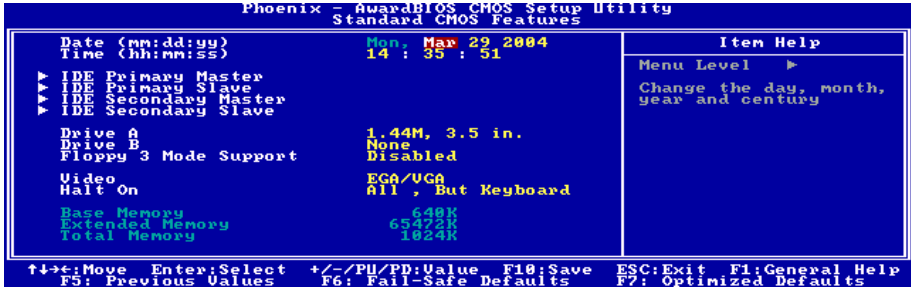 Phoenix - AwardBIOS CMOS Setup Utility
Standard CMOS Features
Date (mm:dd:yy) Mon, Mar 29 2004
Time (hh:mm:ss) 14 : 35 : 51
► IDE Primary Master
► IDE Primary Slave
► IDE Secondary Master
► IDE Secondary Slave
Drive A 1.44M, 3.5 in.
Drive B None
Floppy 3 Mode Support Disabled
Video EGA/VGA
Halt On All , But Keyboard
Base Memory 640K
Extended Memory 65472K
Total Memory 1024K
Item Help
Menu Level ►
Change the day, month,
year and century
↑↓→←:Move Enter:Select +/-/PU/PD:Value F10:Save ESC:Exit F1:General Help
F5: Previous Values F6: Fail-Safe Defaults F7: Optimized Defaults